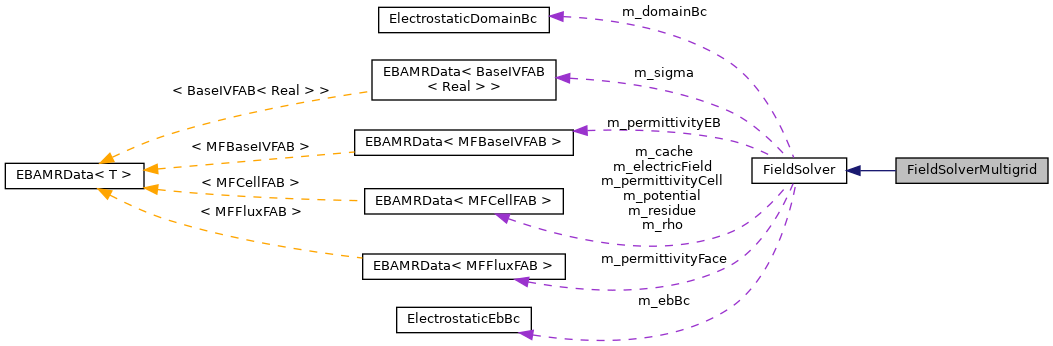 ElectrostaticDomainBc
m_domainBc
EBAMRData< BaseIVFAB
< Real > >
m_sigma
< BaseIVFAB< Real > >
m_permittivityEB
EBAMRData< MFBaseIVFAB >
< MFBaseIVFAB >
m_cache
m_electricField
m_permittivityCell
m_potential
m_residue
m_rho
FieldSolver
FieldSolverMultigrid
EBAMRData< T >
< MFCellFAB >
EBAMRData< MFCellFAB >
< MFFluxFAB >
m_permittivityFace
EBAMRData< MFFluxFAB >
m_ebBc
ElectrostaticEbBc